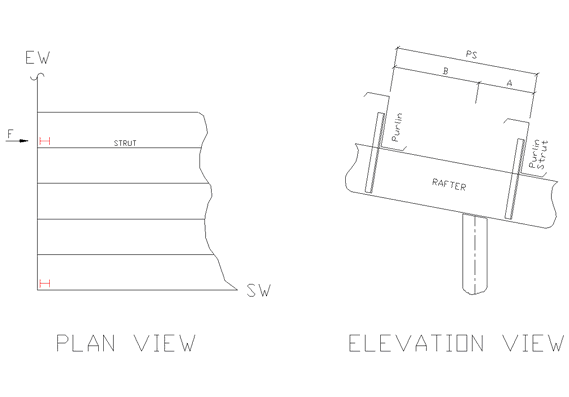 EW
F
STRUT
SW
PLAN VIEW
PS
B
A
Purlin
Purlin
Strut
RAFTER
ELEVATION VIEW